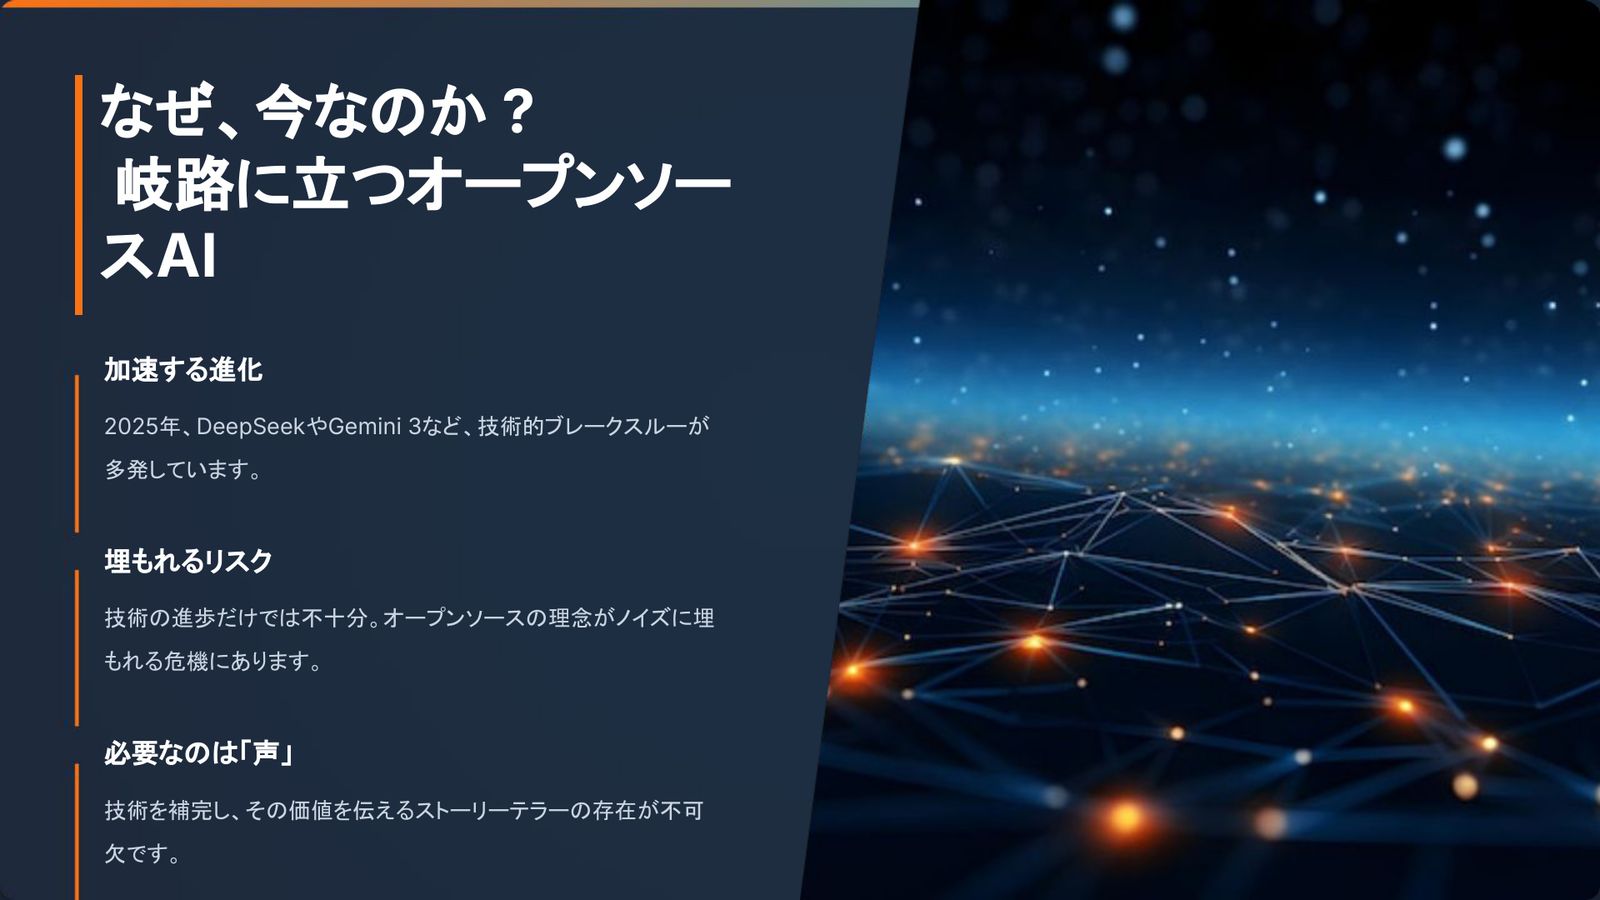 なぜ、今なのか？
岐路に立つオープンソー
スAI
加速する進化
2025年、DeepSeekやGemini 3など、技術的ブレークスルーが
多発しています。
埋もれるリスク
技術の進歩だけでは不十分。オープンソースの理念がノイズに埋
もれる危機にあります。
必要なのは「声」
技術を補完し、その価値を伝えるストーリーテラーの存在が不可
欠です。